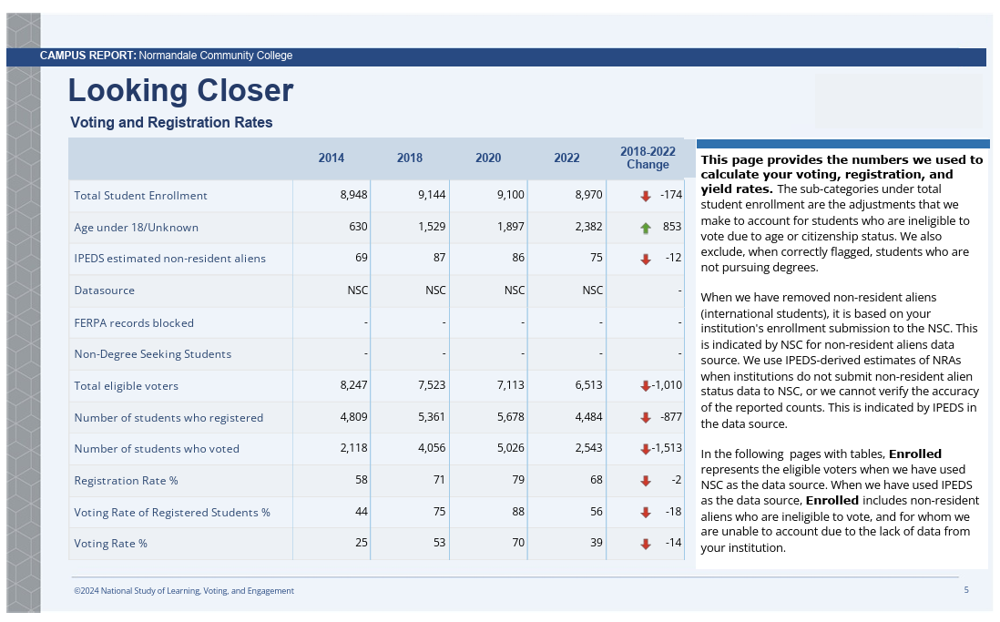 CAMPUS REPORT: Normandale Community College
Looking Closer
Voting and Registration Rates
2014 2018 2020 2022 2018-2022 Change
Total Student Enrollment 8,948 9,144 9,100 8,970 -174
Age under 18/Unknown 630 1,529 1,897 2,382 853
IPEDS estimated non-resident aliens 69 87 86 75 -12
Datasource NSC NSC NSC NSC -
FERPA records blocked - - - - -
Non-Degree Seeking Students - - - - -
Total eligible voters 8,247 7,523 7,113 6,513 -1,010
Number of students who registered 4,809 5,361 5,678 4,484 -877
Number of students who voted 2,118 4,056 5,026 2,543 -1,513
Registration Rate % 58 71 79 68 -2
Voting Rate of Registered Students % 44 75 88 56 -18
Voting Rate % 25 53 70 39 -14
This page provides the numbers we used to
calculate your voting, registration, and
yield rates. The sub-categories under total
student enrollment are the adjustments that we
make to account for students who are ineligible to
vote due to age or citizenship status. We also
exclude, when correctly flagged, students who are
not pursuing degrees.
When we have removed non-resident aliens
(international students), it is based on your
institution's enrollment submission to the NSC. This
is indicated by NSC for non-resident aliens data
source. We use IPEDS-derived estimates of NRAs
when institutions do not submit non-resident alien
status data to NSC, or we cannot verify the accuracy
of the reported counts. This is indicated by IPEDS in
the data source.
In the following pages with tables, Enrolled
represents the eligible voters when we have used
NSC as the data source. When we have used IPEDS
as the data source, Enrolled includes non-resident
aliens who are ineligible to vote, and for whom we
are unable to account due to the lack of data from
your institution.
©2024 National Study of Learning, Voting, and Engagement
5